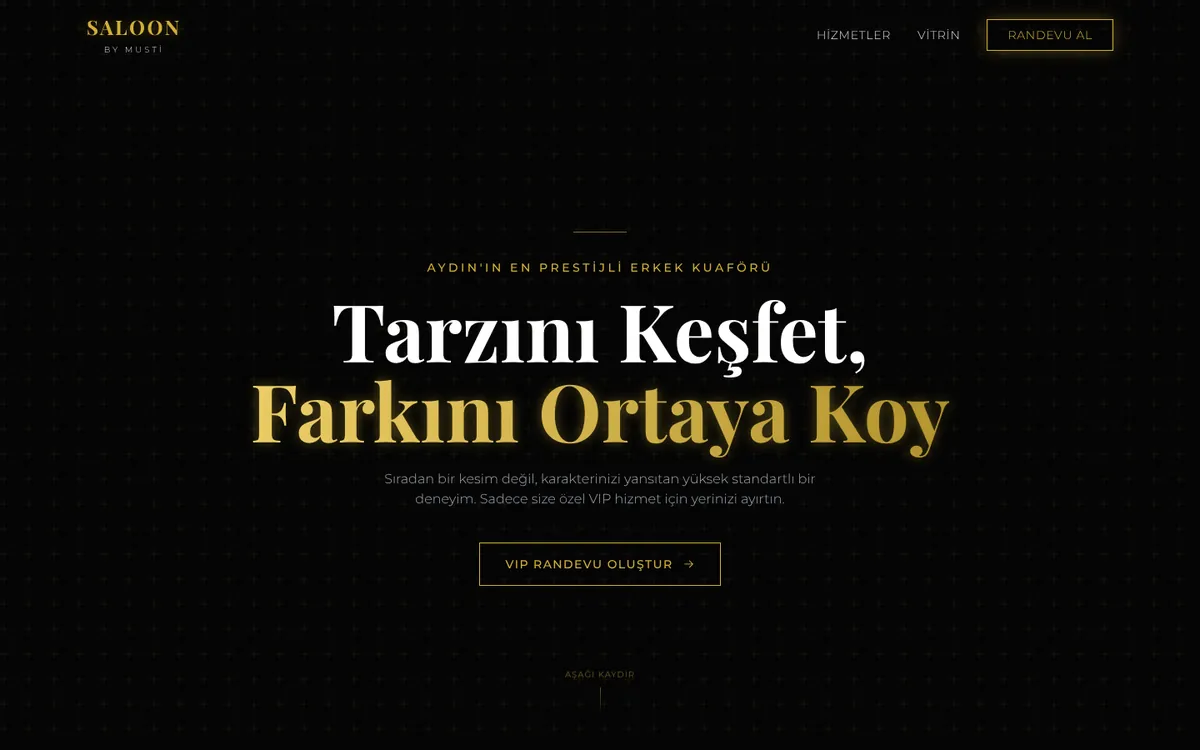 SALOON
BY MUSTİ
HİZMETLER
VİTRİN
RANDEVU AL
AYDIN'IN EN PRESTİJLİ ERKEK KUAFÖRÜ
Tarzını Keşfet,
Farkını Ortaya Koy
Sıradan bir kesim değil, karakterinizi yansıtan yüksek standartlı bir
deneyim. Sadece size özel VIP hizmet için yerinizi ayırtın.
VIP RANDEVU OLUŞTUR →
AŞAĞI KAYDIR